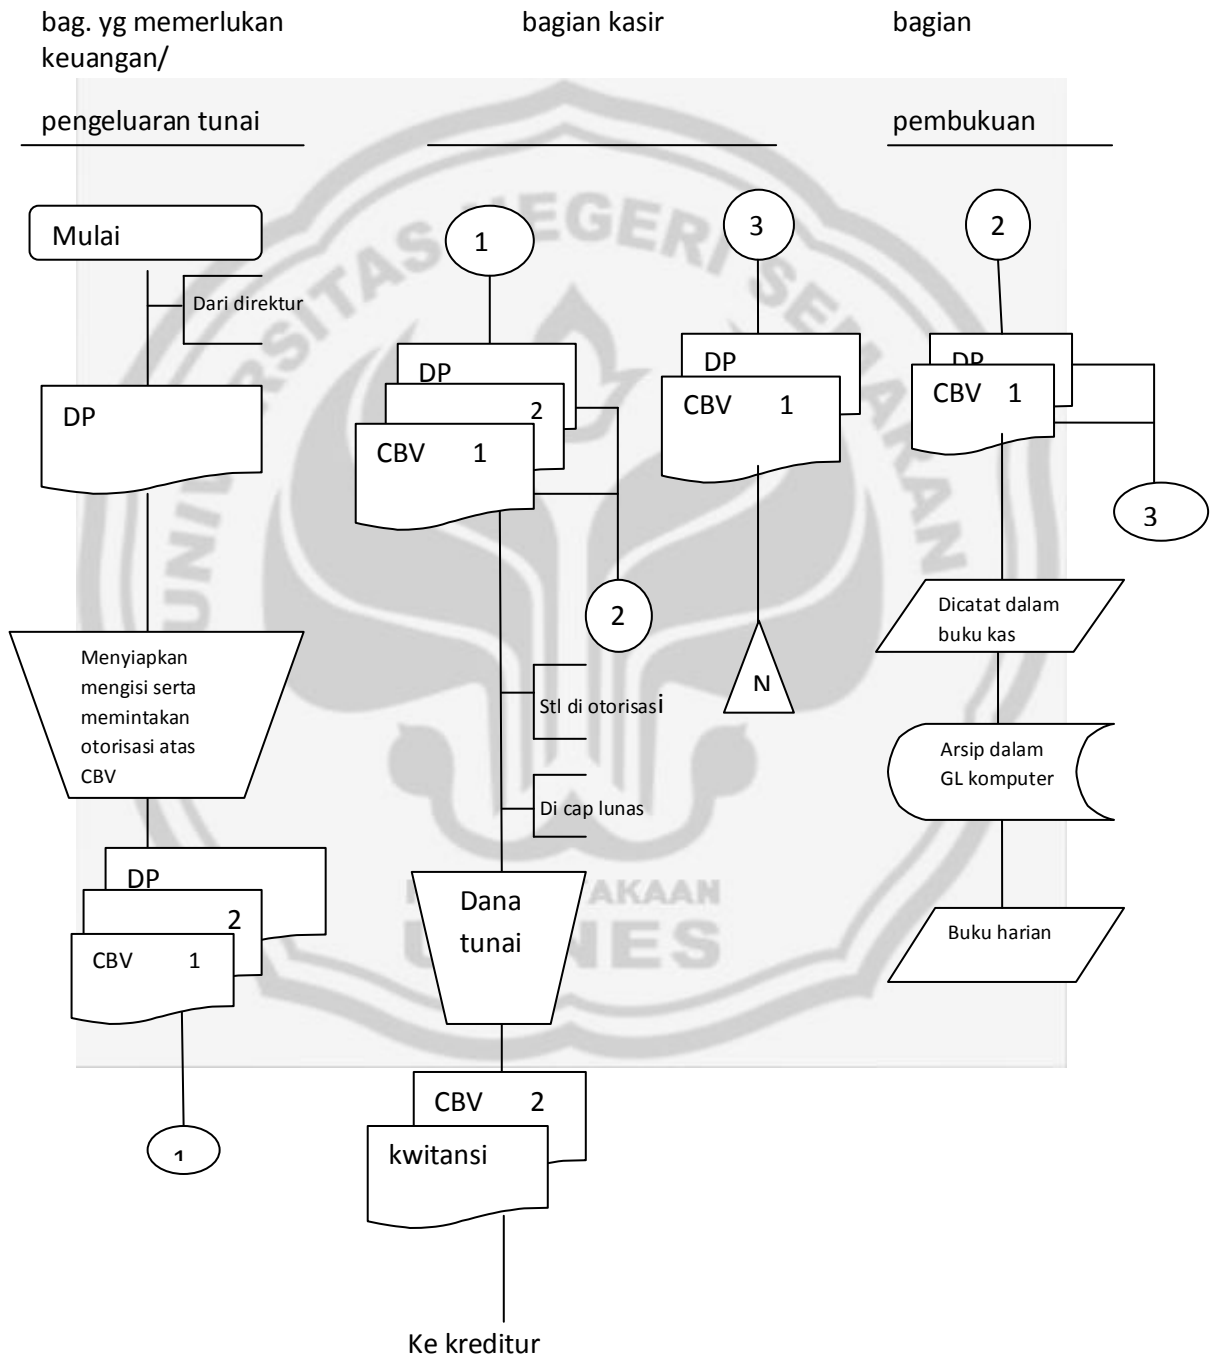 bag. yg memerlukan
keuangan/
pengeluaran tunai
Mulai
Dari direktur
DP
Menyiapkan
mengisi serta
memintakan
otorisasi atas
CBV
DP
2
CBV 1
1
bagian kasir
1
DP
2
CBV 1
2
Stl di otorisasi
Di cap lunas
Dana
tunai
CBV 2
kwitansi
Ke kreditur
3
DP
CBV 1
N
bagian
pembukuan
2
DP
CBV 1
3
Dicatat dalam
buku kas
Arsip dalam
GL komputer
Buku harian